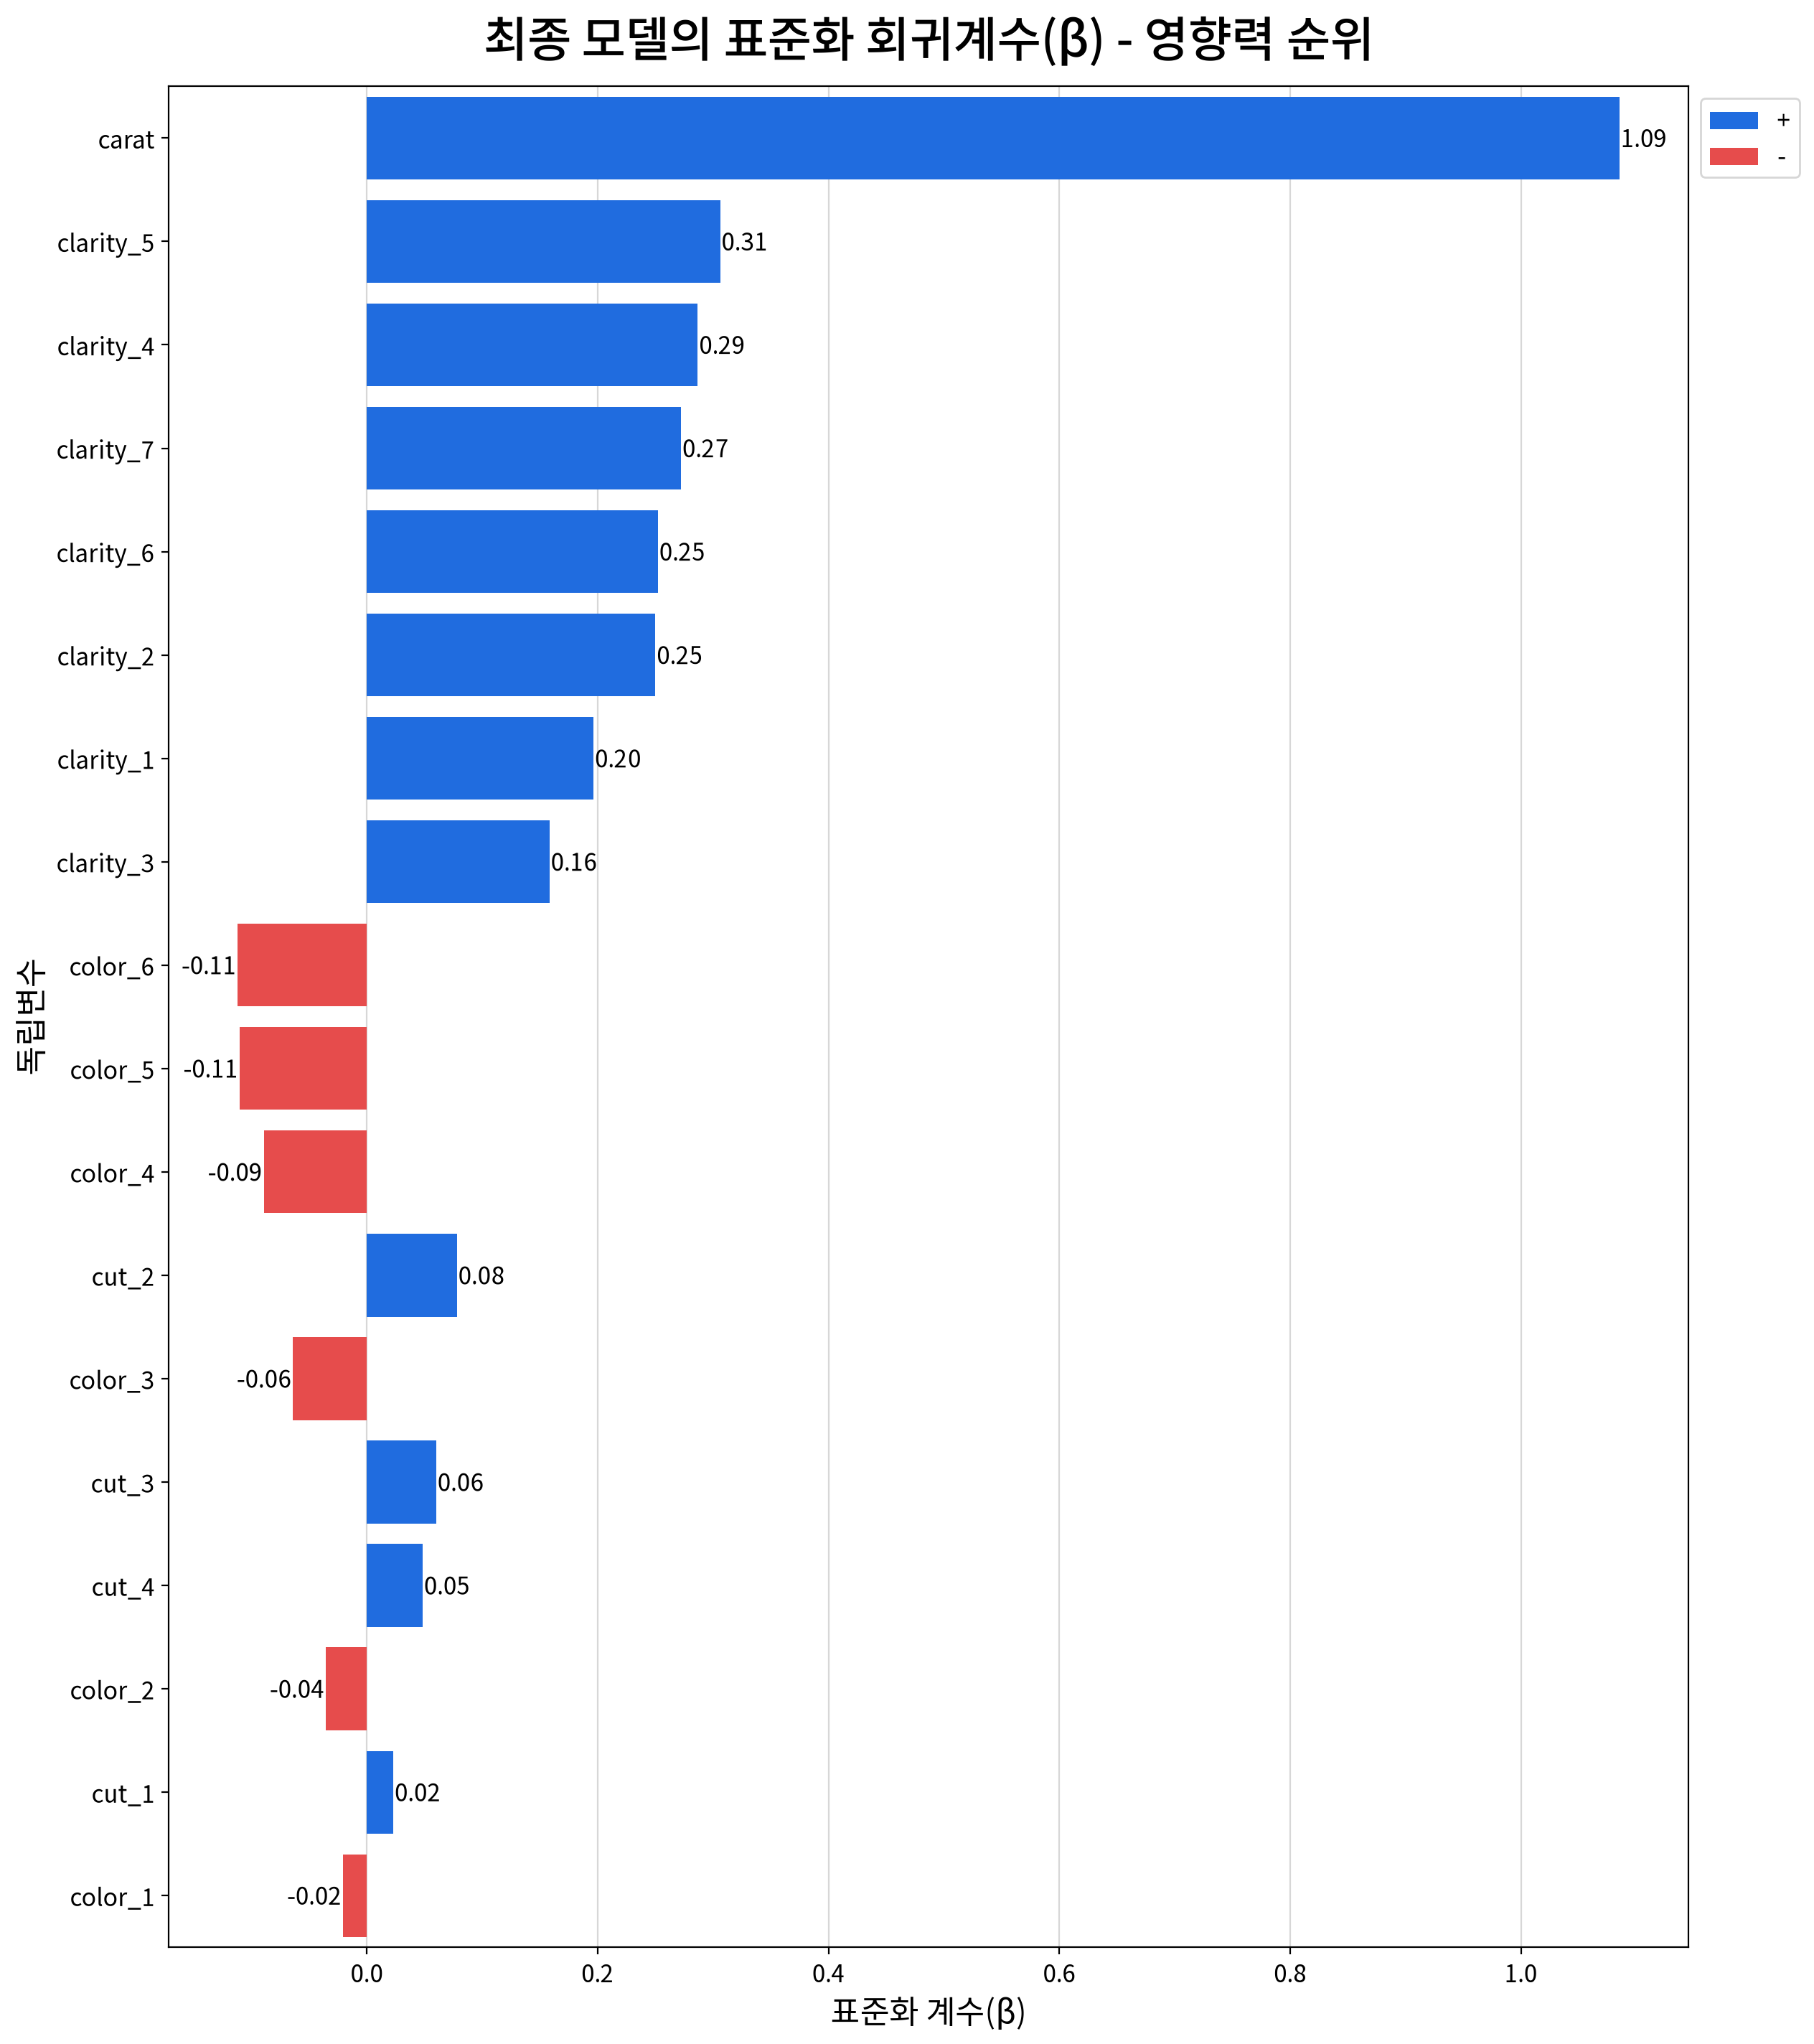 최종 모델의 표준화 회귀계수(β) - 영향력 순위
+
-
독립변수
carat 1.09
clarity_5 0.31
clarity_4 0.29
clarity_7 0.27
clarity_6 0.25
clarity_2 0.25
clarity_1 0.20
clarity_3 0.16
color_6 -0.11
color_5 -0.11
color_4 -0.09
cut_2 0.08
color_3 -0.06
cut_3 0.06
cut_4 0.05
color_2 -0.04
cut_1 0.02
color_1 -0.02
0.0 0.2 0.4 0.6 0.8 1.0
표준화 계수(β)